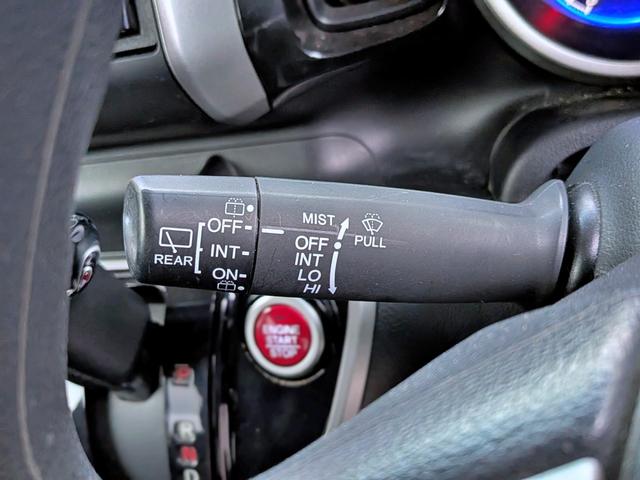 REAR
OFF
INT
ON
MIST
OFF
INT
LO
HI
PULL
ENGINE
START
STOP
P
R
N
D